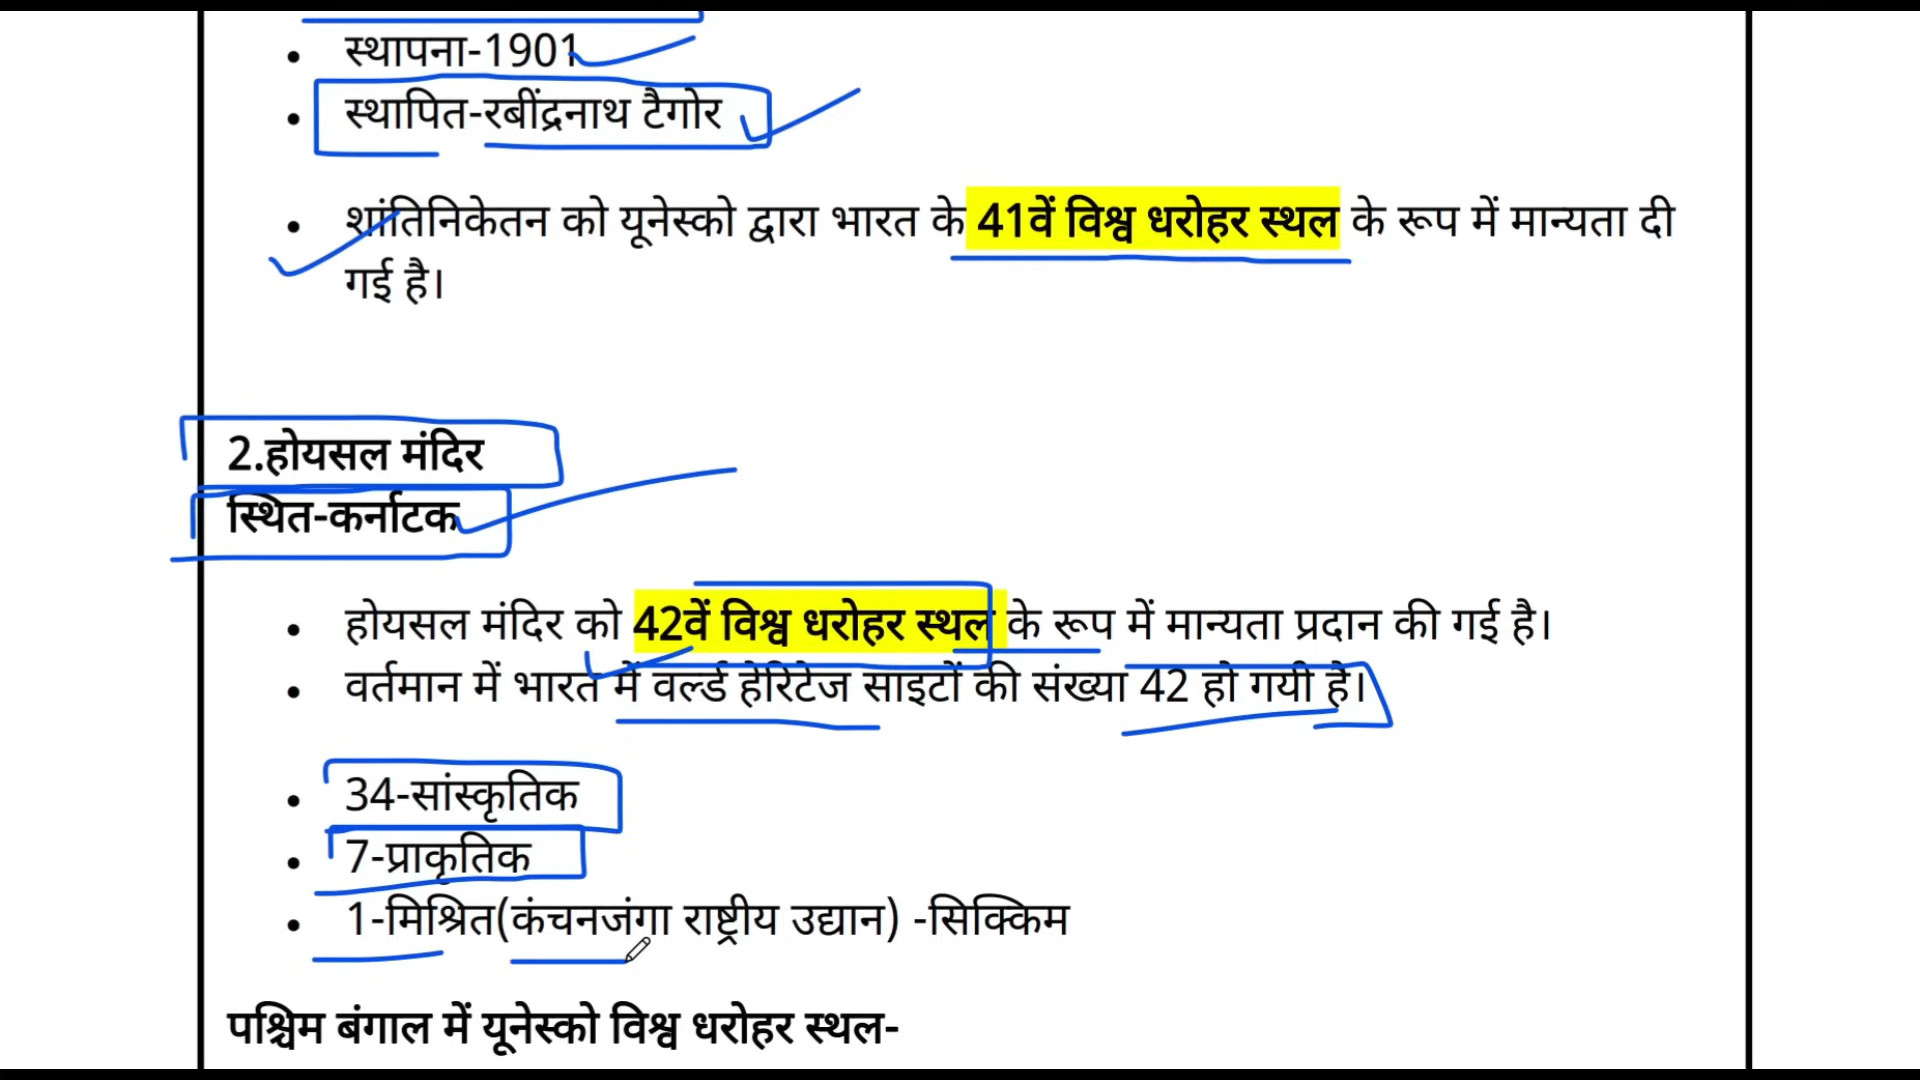 स्थापना-1901
स्थापित-रबींद्रनाथ टैगोर
शांतिनिकेतन को यूनेस्को द्वारा भारत के 41वें विश्व धरोहर स्थल के रूप में मान्यता दी
गई है।
2.होयसल मंदिर
स्थित-कर्नाटक
होयसल मंदिर को 42वें विश्व धरोहर स्थल के रूप में मान्यता प्रदान की गई है।
वर्तमान में भारत में वर्ल्ड हेरिटेज साइटों की संख्या 42 हो गयी है।
34-सांस्कृतिक
7-प्राकृतिक
1-मिश्रित(कंचनजंगा राष्ट्रीय उद्यान) -सिक्किम
पश्चिम बंगाल में यूनेस्को विश्व धरोहर स्थल-